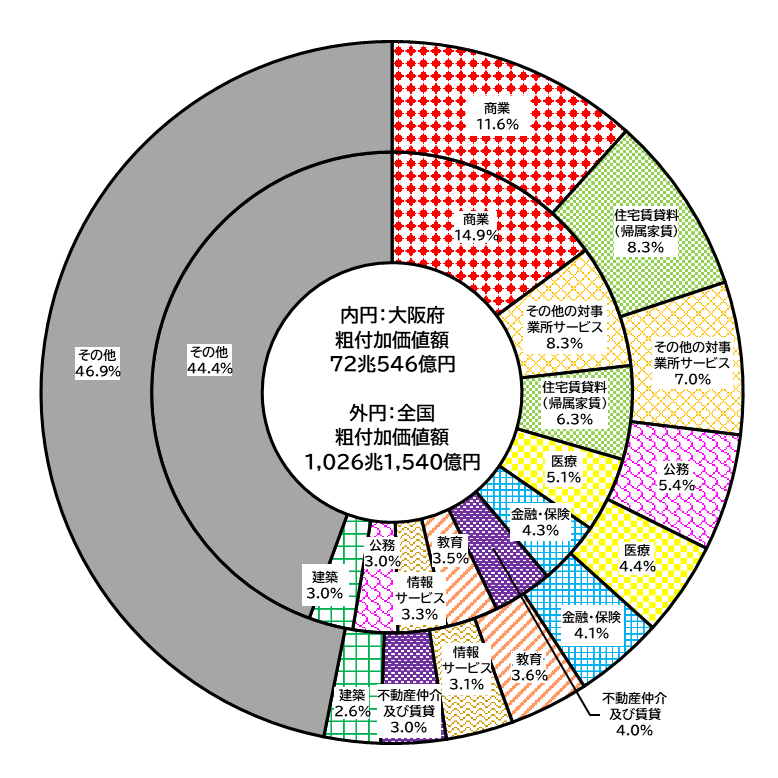 商業
11.6%
住宅賃貸料
(帰属家賃)
8.3%
その他の対事
業所サービス
7.0%
公務
5.4%
医療
4.4%
金融・保険
4.1%
教育
3.6%
情報
サービス
3.1%
不動産仲介
及び賃貸
3.0%
建築
2.6%
その他
46.9%
商業
14.9%
その他の対事
業所サービス
8.3%
住宅賃貸料
(帰属家賃)
6.3%
医療
5.1%
金融・保険
4.3%
不動産仲介
及び賃貸
4.0%
教育
3.5%
情報
サービス
3.3%
公務
3.0%
建築
3.0%
その他
44.4%
内円：大阪府
粗付加価値額
72兆546億円
外円：全国
粗付加価値額
1,026兆1,540億円